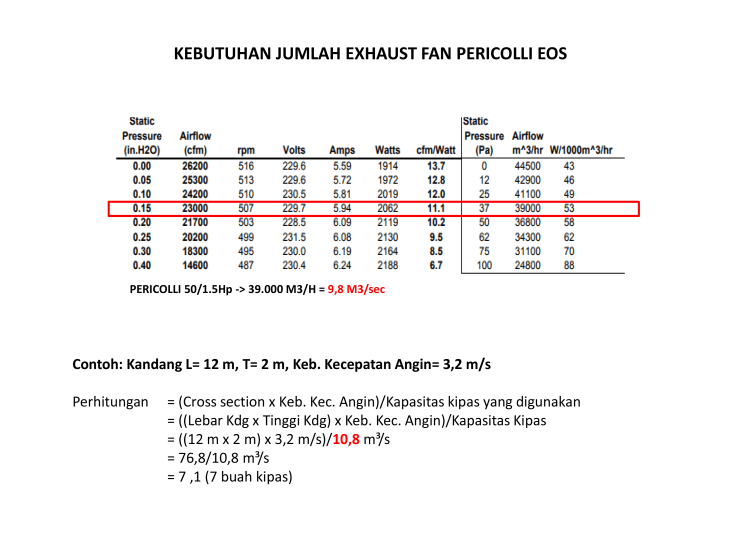 KEBUTUHAN JUMLAH EXHAUST FAN PERICOLLI EOS
Static Static
Pressure Airflow Pressure Airflow
(in.H2O) (cfm) rpm Volts Amps Watts cfm/Watt (Pa) m^3/hr W/1000m^3/hr
0.00 26200 516 229.6 5.59 1914 13.7 0 44500 43
0.05 25300 513 229.6 5.72 1972 12.8 12 42900 46
0.10 24200 510 230.5 5.81 2019 12.0 25 41100 49
0.15 23000 507 229.7 5.94 2062 11.1 37 39000 53
0.20 21700 503 228.5 6.09 2119 10.2 50 36800 58
0.25 20200 499 231.5 6.08 2130 9.5 62 34300 62
0.30 18300 495 230.0 6.19 2164 8.5 75 31100 70
0.40 14600 487 230.4 6.24 2188 6.7 100 24800 88
PERICOLLI 50/1.5Hp -> 39.000 M3/H = 9,8 M3/sec
Contoh: Kandang L= 12 m, T= 2 m, Keb. Kecepatan Angin= 3,2 m/s
Perhitungan = (Cross section x Keb. Kec. Angin)/Kapasitas kipas yang digunakan
= ((Lebar Kdg x Tinggi Kdg) x Keb. Kec. Angin)/Kapasitas Kipas
= ((12 m x 2 m) x 3,2 m/s)/10,8 m³/s
= 76,8/10,8 m³/s
= 7 ,1 (7 buah kipas)